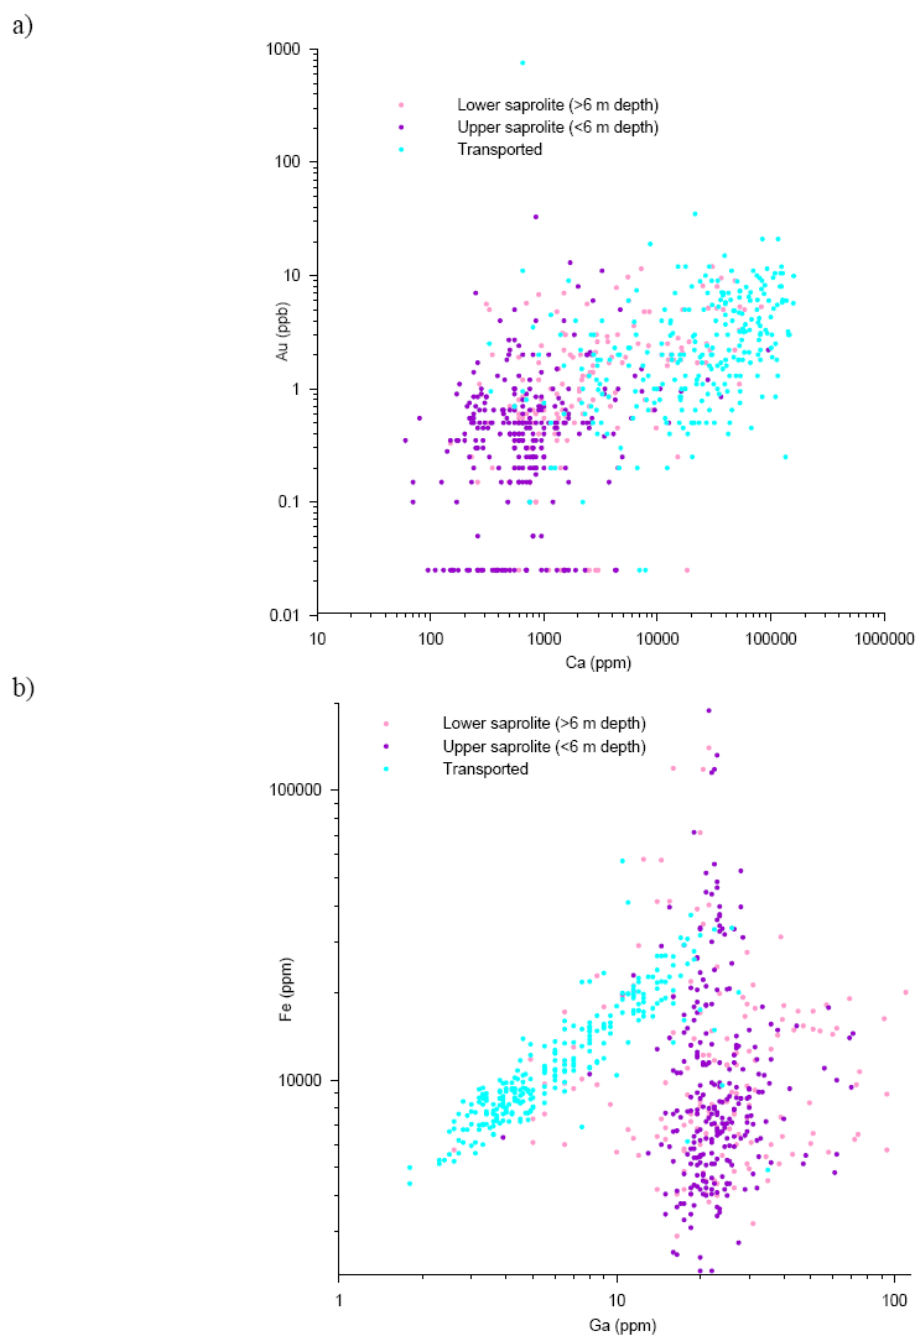 a)
1000
Lower saprolite (>6 m depth)
Upper saprolite (<6 m depth)
Transported
100
10
Au (ppb)
1
0.1
0.01
10 100 1000 10000 100000 1000000
Ca (ppm)
b)
Lower saprolite (>6 m depth)
Upper saprolite (<6 m depth)
Transported
100000
Fe (ppm)
10000
1 10 100
Ga (ppm)